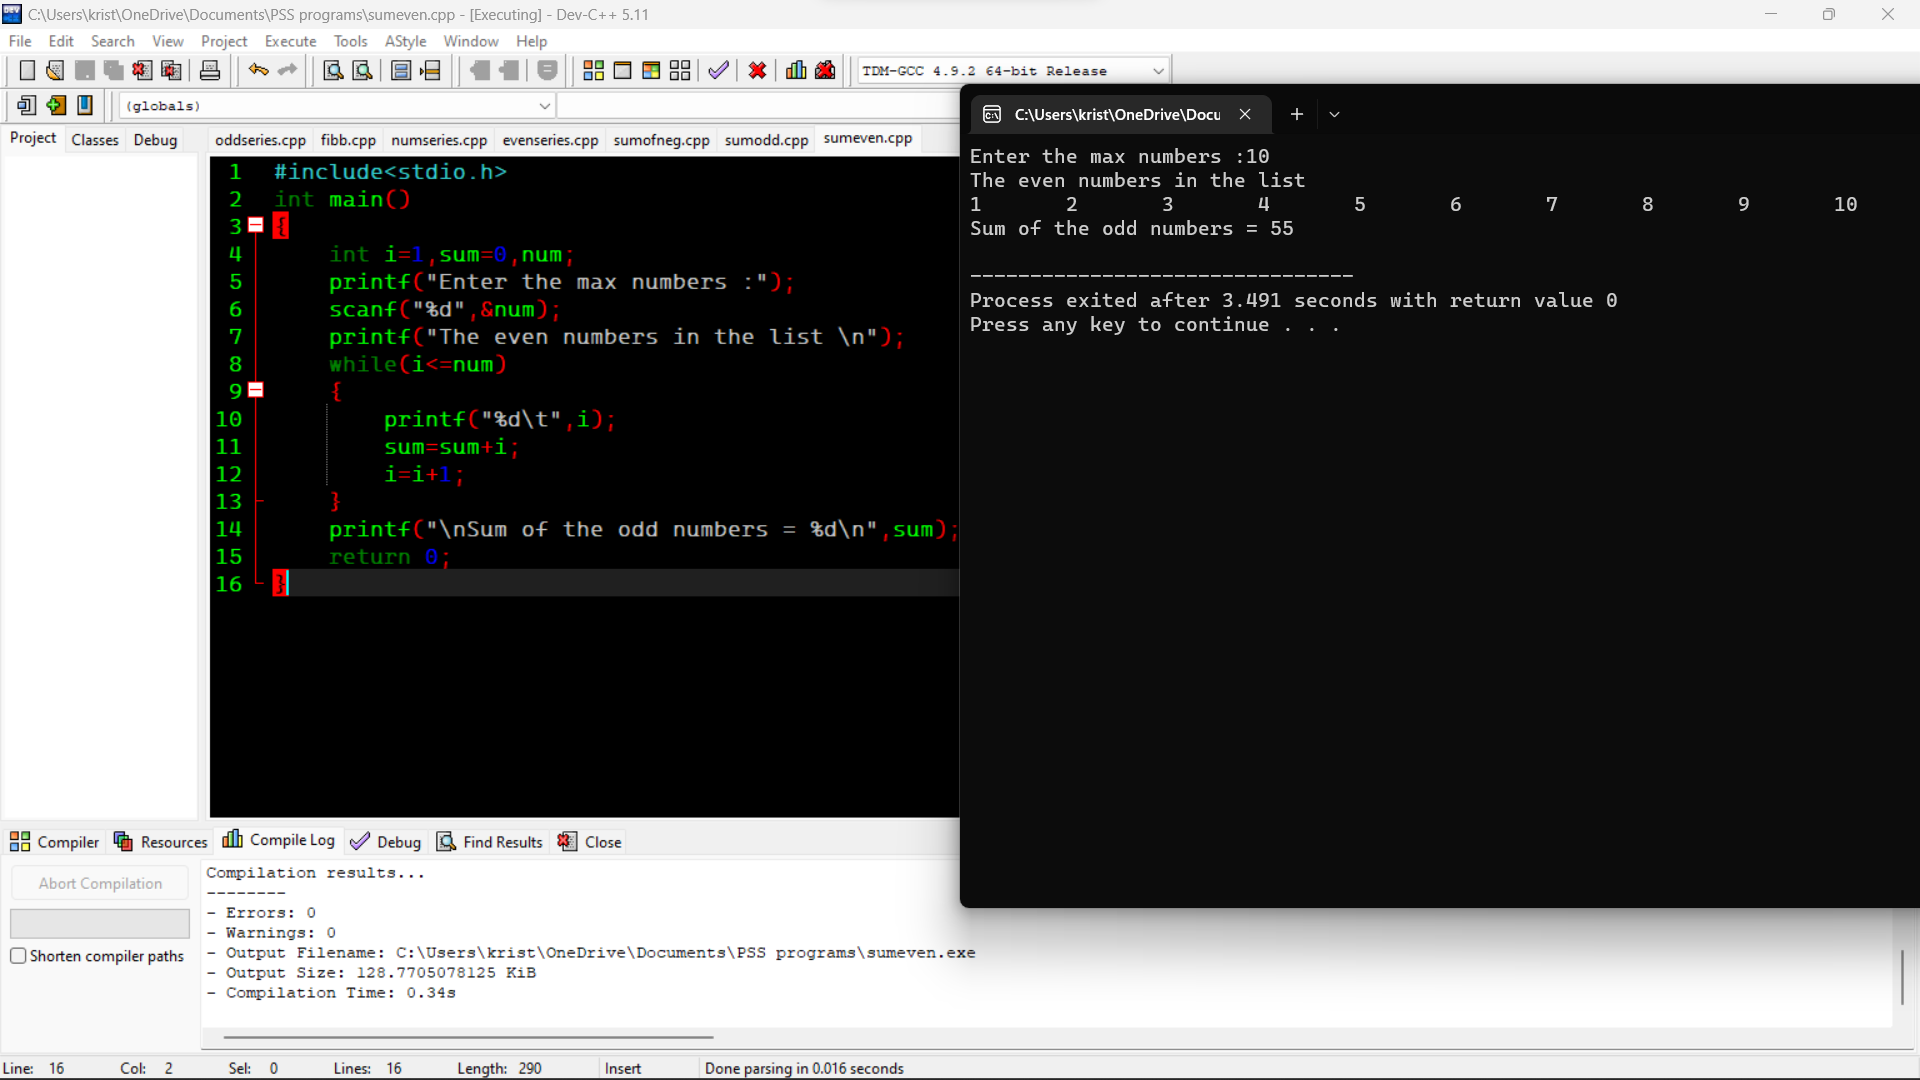 C:\Users\krist\OneDrive\Documents\PSS programs\sumeven.cpp - [Executing] - Dev-C++ 5.11
File Edit Search View Project Execute Tools AStyle Window Help
TDM-GCC 4.9.2 64-bit Release
(globals)
Project Classes Debug
oddseries.cpp fibb.cpp numseries.cpp evenseries.cpp sumofneg.cpp sumodd.cpp sumeven.cpp
1 #include<stdio.h>
2 int main()
3 {
4 int i=1,sum=0,num;
5 printf("Enter the max numbers :");
6 scanf("%d",&num);
7 printf("The even numbers in the list \n");
8 while(i<=num)
9 {
10 printf("%d\t",i);
11 sum=sum+i;
12 i=i+1;
13 }
14 printf("\nSum of the odd numbers = %d\n",sum);
15 return 0;
16 }
C:\Users\krist\OneDrive\Docu
Enter the max numbers :10
The even numbers in the list
1 2 3 4 5 6 7 8 9 10
Sum of the odd numbers = 55
--------------------------------
Process exited after 3.491 seconds with return value 0
Press any key to continue . . .
Compiler Resources Compile Log Debug Find Results Close
Abort Compilation
Shorten compiler paths
Compilation results...
--------
- Errors: 0
- Warnings: 0
- Output Filename: C:\Users\krist\OneDrive\Documents\PSS programs\sumeven.exe
- Output Size: 128.7705078125 KiB
- Compilation Time: 0.34s
Line: 16 Col: 2 Sel: 0 Lines: 16 Length: 290 Insert Done parsing in 0.016 seconds